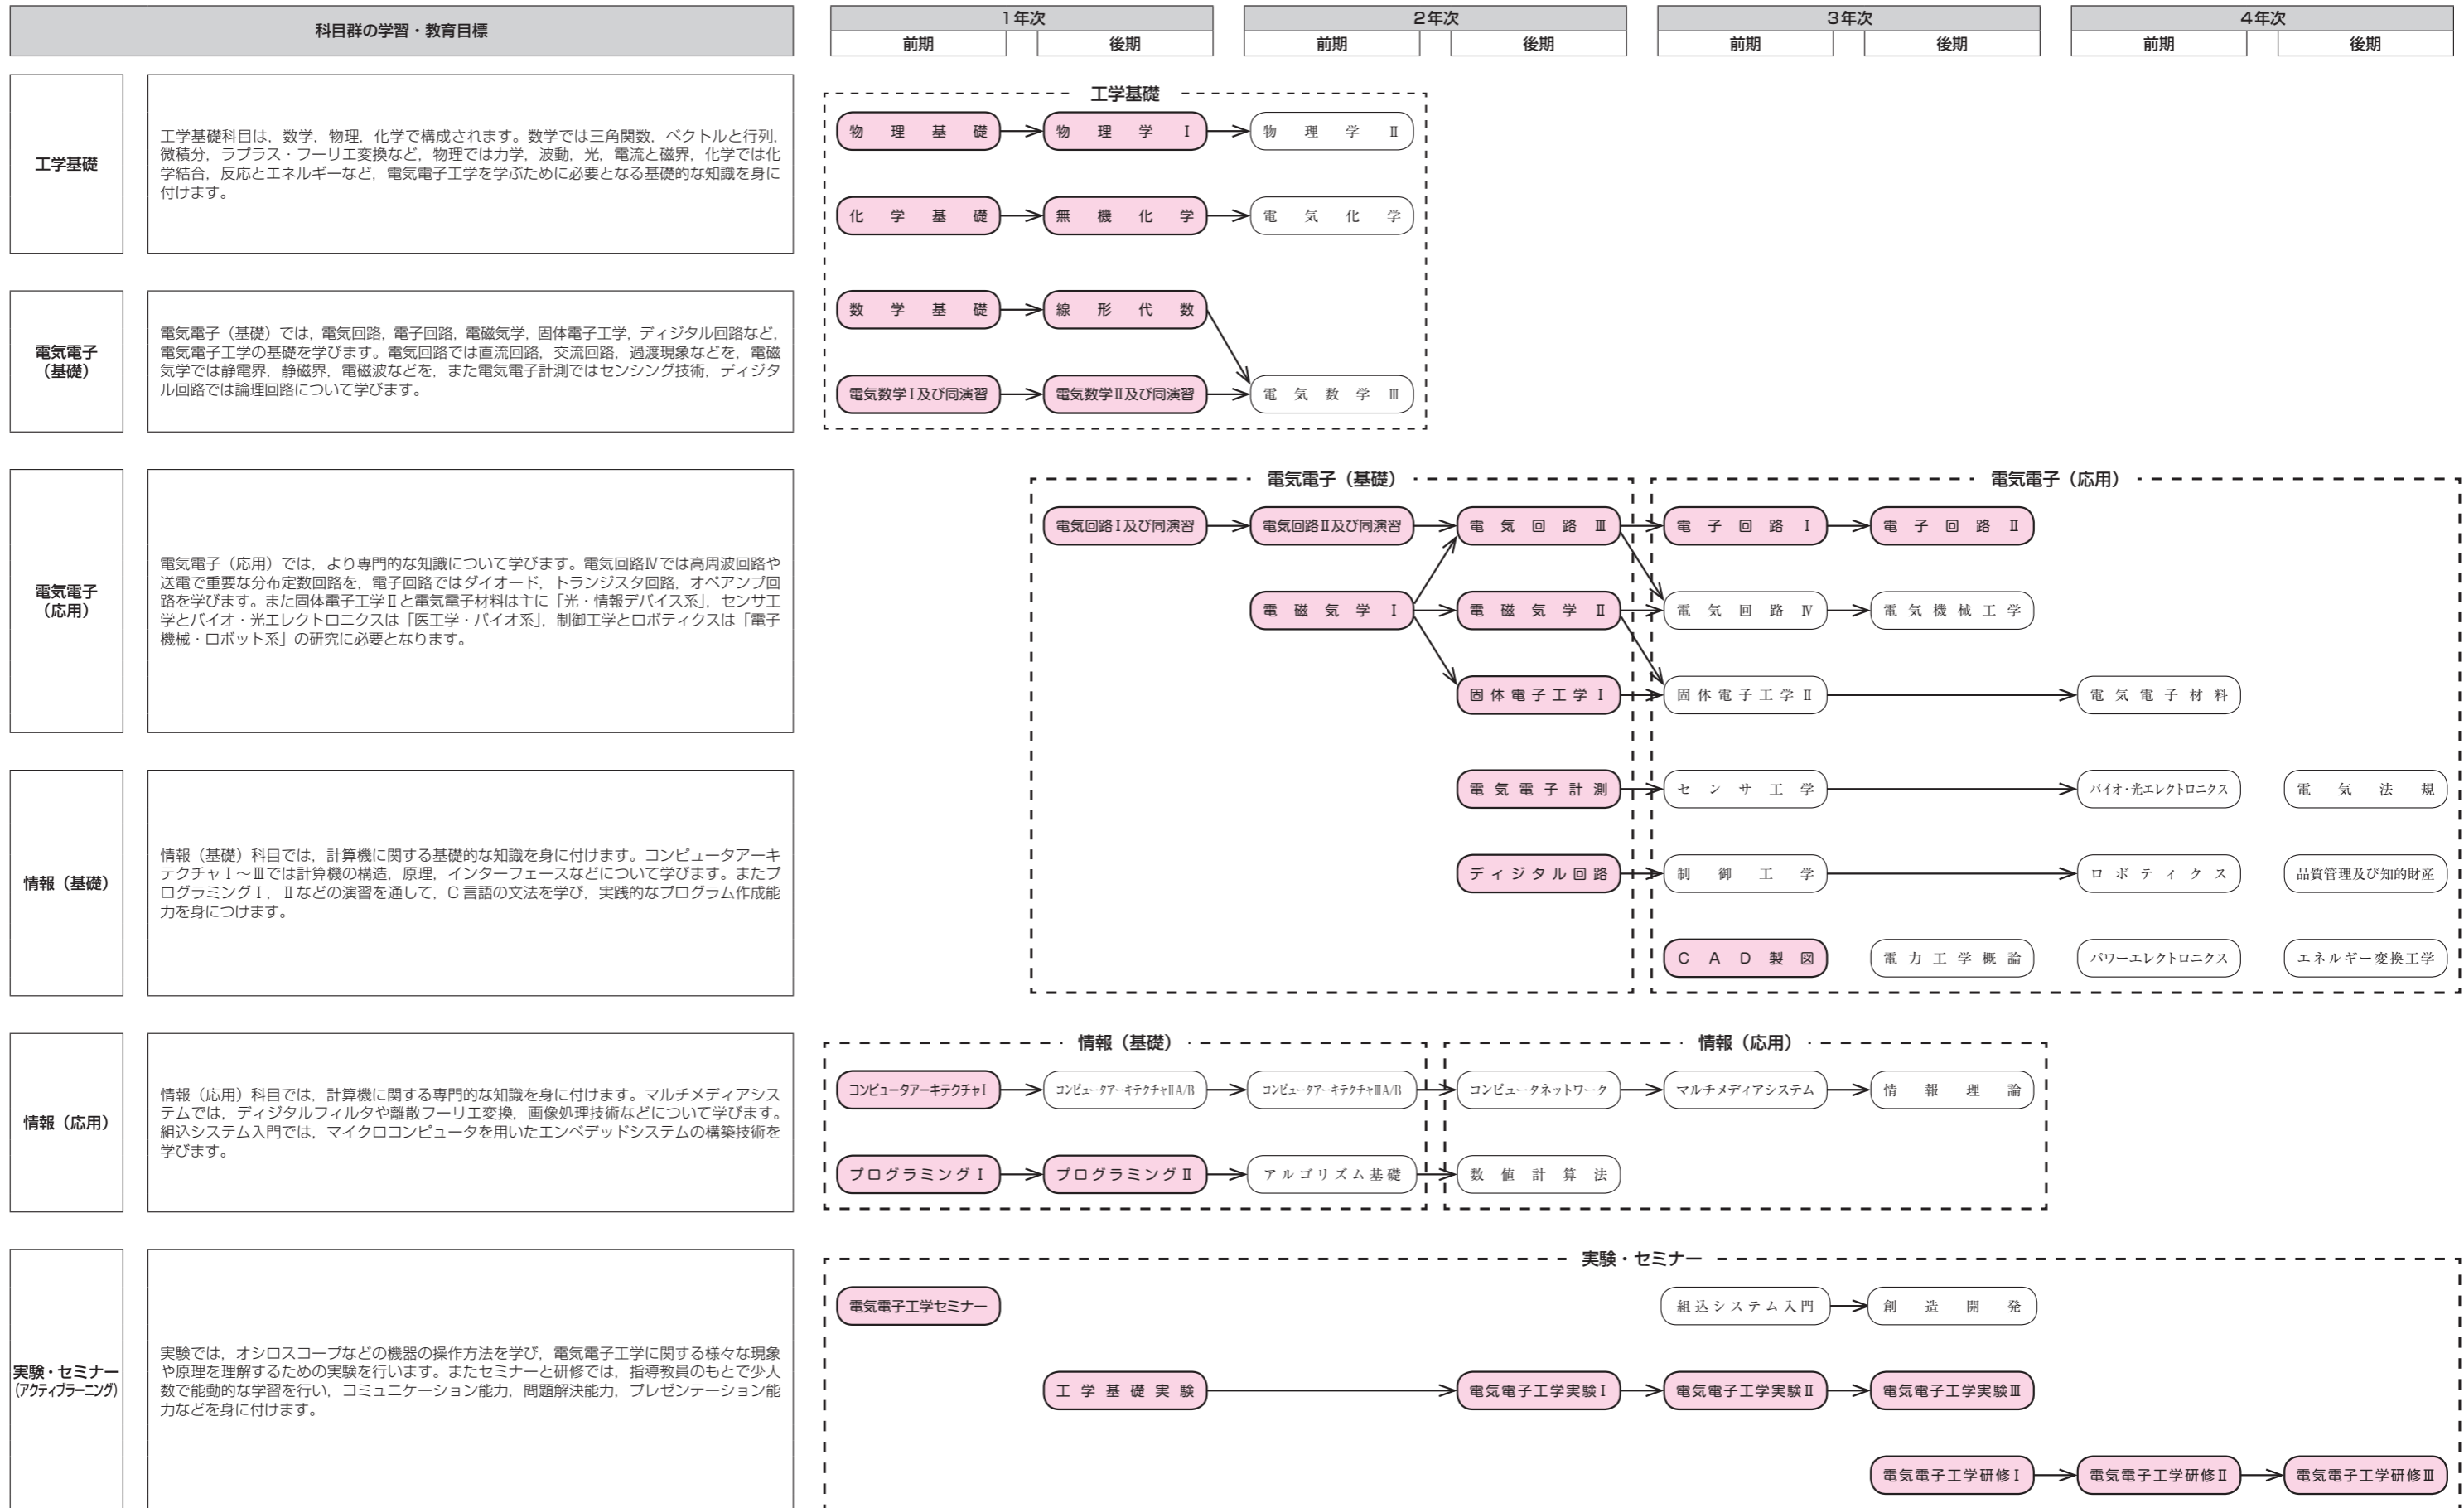 科目群の学習・教育目標
1年次
2年次
3年次
4年次
前期
後期
前期
後期
前期
後期
前期
後期
工学基礎
工学基礎科目は，数学，物理，化学で構成されます。数学では三角関数，ベクトルと行列，
微積分，ラプラス・フーリエ変換など，物理では力学，波動，光，電流と磁界，化学では化
学結合，反応とエネルギーなど，電気電子工学を学ぶために必要となる基礎的な知識を身に
付けます。
電気電子
（基礎）
電気電子（基礎）では，電気回路，電子回路，電磁気学，固体電子工学，ディジタル回路など，
電気電子工学の基礎を学びます。電気回路では直流回路，交流回路，過渡現象などを，電磁
気学では静電界，静磁界，電磁波などを，また電気電子計測ではセンシング技術，ディジタ
ル回路では論理回路について学びます。
電気電子
（応用）
電気電子（応用）では，より専門的な知識について学びます。電気回路Ⅳでは高周波回路や
送電で重要な分布定数回路を，電子回路ではダイオード，トランジスタ回路，オペアンプ回
路を学びます。また固体電子工学Ⅱと電気電子材料は主に「光・情報デバイス系」，センサ工
学とバイオ・光エレクトロニクスは「医工学・バイオ系」，制御工学とロボティクスは「電子
機械・ロボット系」の研究に必要となります。
情報（基礎）
情報（基礎）科目では，計算機に関する基礎的な知識を身に付けます。コンピュータアーキ
テクチャⅠ～Ⅲでは計算機の構造，原理，インターフェースなどについて学びます。またプ
ログラミングⅠ，Ⅱなどの演習を通して，C言語の文法を学び，実践的なプログラム作成能
力を身につけます。
情報（応用）
情報（応用）科目では，計算機に関する専門的な知識を身に付けます。マルチメディアシス
テムでは，ディジタルフィルタや離散フーリエ変換，画像処理技術などについて学びます。
組込システム入門では，マイクロコンピュータを用いたエンベデッドシステムの構築技術を
学びます。
実験・セミナー
（アクティブラーニング）
実験では，オシロスコープなどの機器の操作方法を学び，電気電子工学に関する様々な現象
や原理を理解するための実験を行います。またセミナーと研修では，指導教員のもとで少人
数で能動的な学習を行い，コミュニケーション能力，問題解決能力，プレゼンテーション能
力などを身に付けます。
工学基礎
物理基礎
物理学Ⅰ
物理学Ⅱ
化学基礎
無機化学
電気化学
数学基礎
線形代数
電気数学Ⅰ及び同演習
電気数学Ⅱ及び同演習
電気数学Ⅲ
電気電子（基礎）
電気電子（応用）
電気回路Ⅰ及び同演習
電気回路Ⅱ及び同演習
電気回路Ⅲ
電子回路Ⅰ
電子回路Ⅱ
電磁気学Ⅰ
電磁気学Ⅱ
電気回路Ⅳ
電気機械工学
固体電子工学Ⅰ
固体電子工学Ⅱ
電気電子材料
電気電子計測
センサ工学
バイオ・光エレクトロニクス
電気法規
ディジタル回路
制御工学
ロボティクス
品質管理及び知的財産
CAD製図
電力工学概論
パワーエレクトロニクス
エネルギー変換工学
情報（基礎）
情報（応用）
コンピュータアーキテクチャⅠ
コンピュータアーキテクチャⅡA/B
コンピュータアーキテクチャⅢA/B
コンピュータネットワーク
マルチメディアシステム
情報理論
プログラミングⅠ
プログラミングⅡ
アルゴリズム基礎
数値計算法
実験・セミナー
電気電子工学セミナー
組込システム入門
創造開発
工学基礎実験
電気電子工学実験Ⅰ
電気電子工学実験Ⅱ
電気電子工学実験Ⅲ
電気電子工学研修Ⅰ
電気電子工学研修Ⅱ
電気電子工学研修Ⅲ